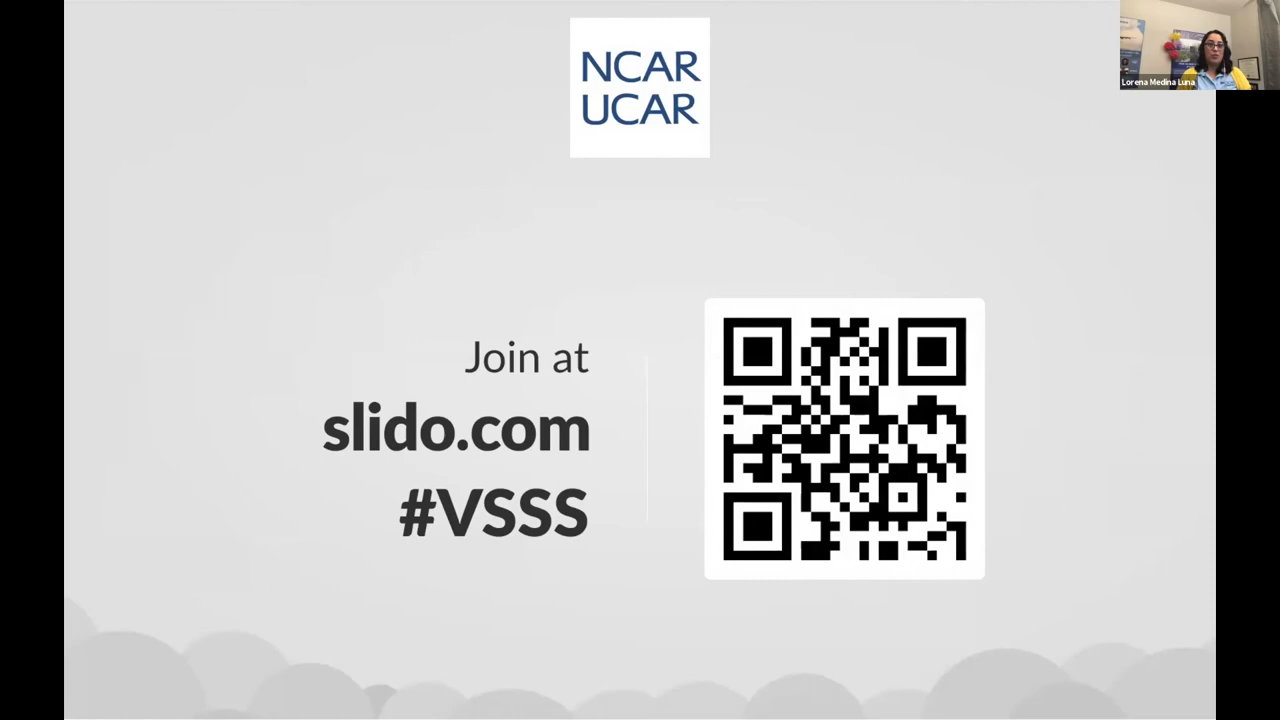 NCAR
UCAR
Lorena Medina Luna
Join at
slido.com
#VSSS